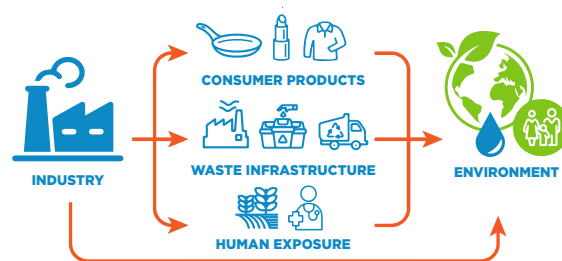 CONSUMER PRODUCTS
WASTE INFRASTRUCTURE
INDUSTRY
ENVIRONMENT
HUMAN EXPOSURE